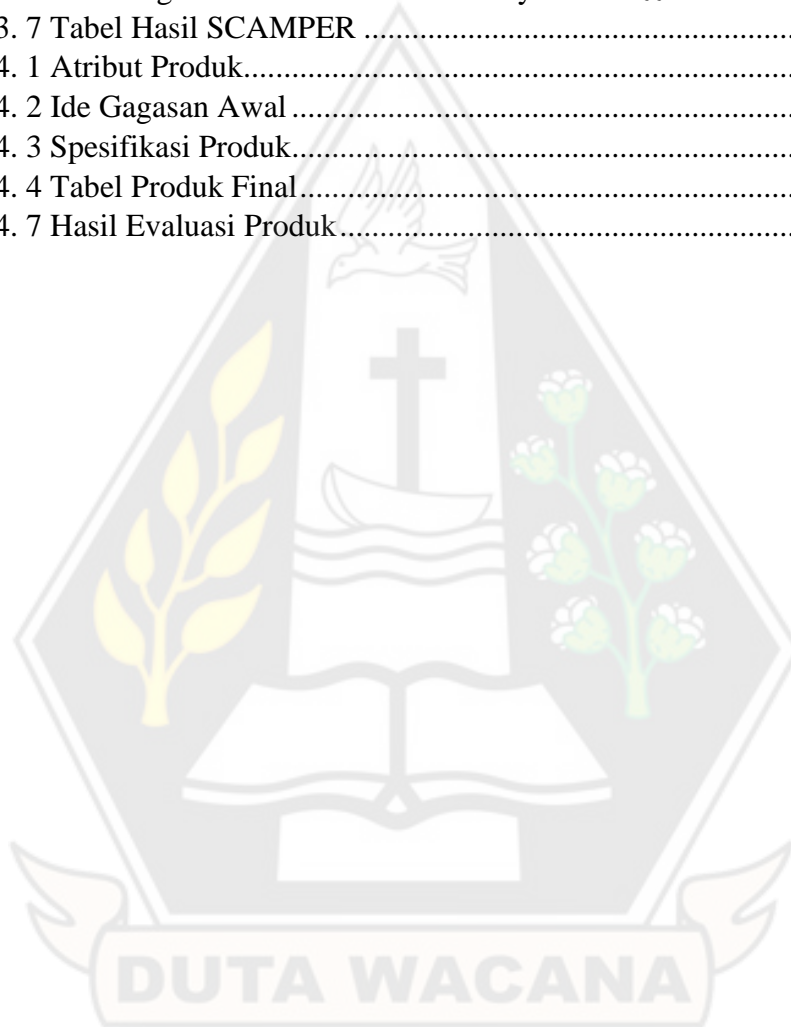 3. 7 Tabel Hasil SCAMPER ......................................................
4. 1 Atribut Produk.....................................................................
4. 2 Ide Gagasan Awal ...............................................................
4. 3 Spesifikasi Produk...............................................................
4. 4 Tabel Produk Final..............................................................
4. 7 Hasil Evaluasi Produk.........................................................
DUTA WACANA